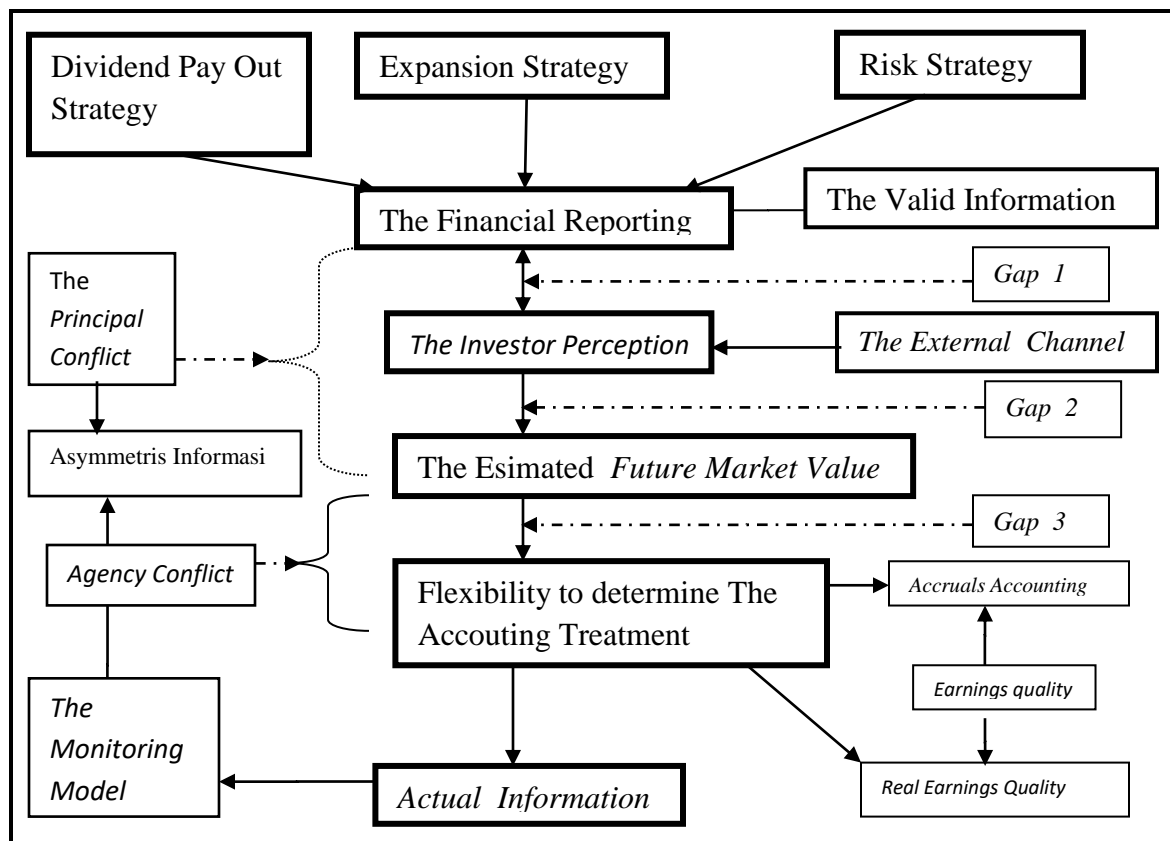 Dividend Pay Out
Strategy
Expansion Strategy
Risk Strategy
The Financial Reporting
The Valid Information
The
Principal
Conflict
Gap 1
The Investor Perception
The External Channel
Gap 2
Asymmetris Informasi
The Esimated Future Market Value
Gap 3
Agency Conflict
Flexibility to determine The
Accouting Treatment
Accruals Accounting
Earnings quality
The
Monitoring
Model
Actual Information
Real Earnings Quality